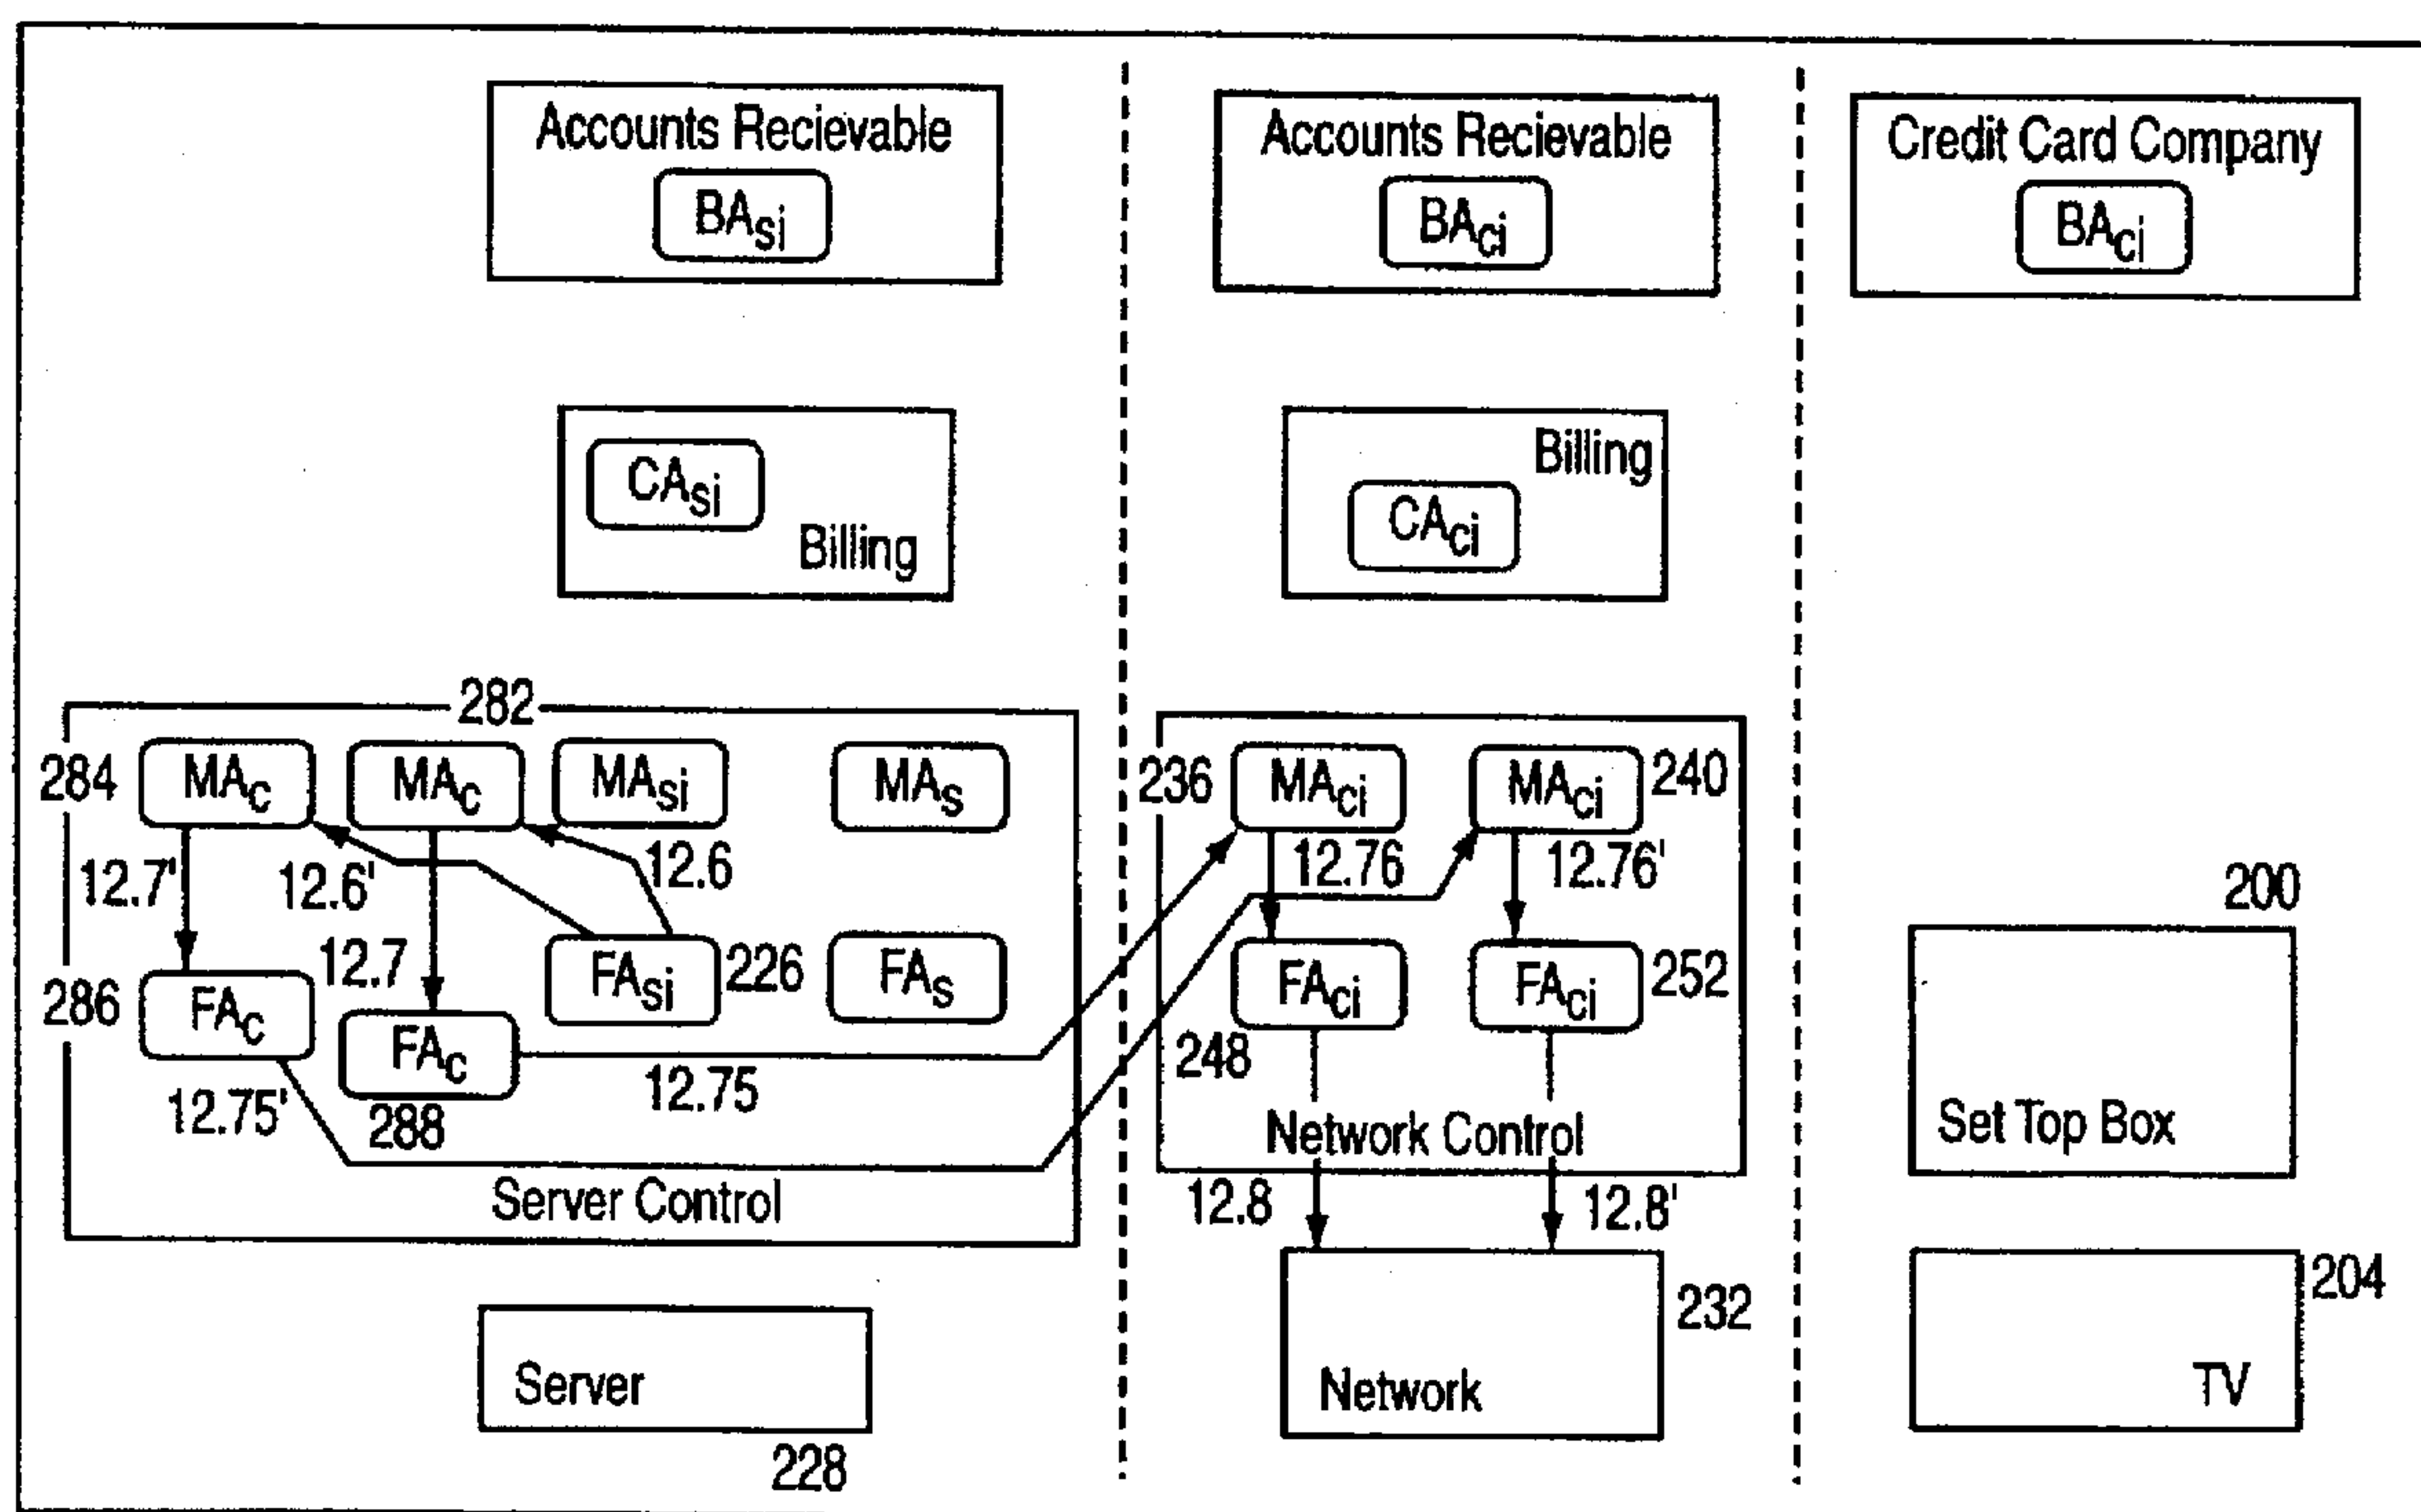 Accounts Recievable
BAsi
Accounts Recievable
BAci
Credit Card Company
BAci
CAsi
Billing
Billing
CAci
282
284
MAc
MAc
MAsi
MAs
236
MAci
MAci
240
12.7'
12.6'
12.6
12.76
12.76'
200
12.7
286
FAc
FAc
FAsi
226
FAs
FAci
FAci
252
248
12.75'
288
12.75
Network Control
Set Top Box
Server Control
12.8
12.8'
204
232
Server
Network
TV
228